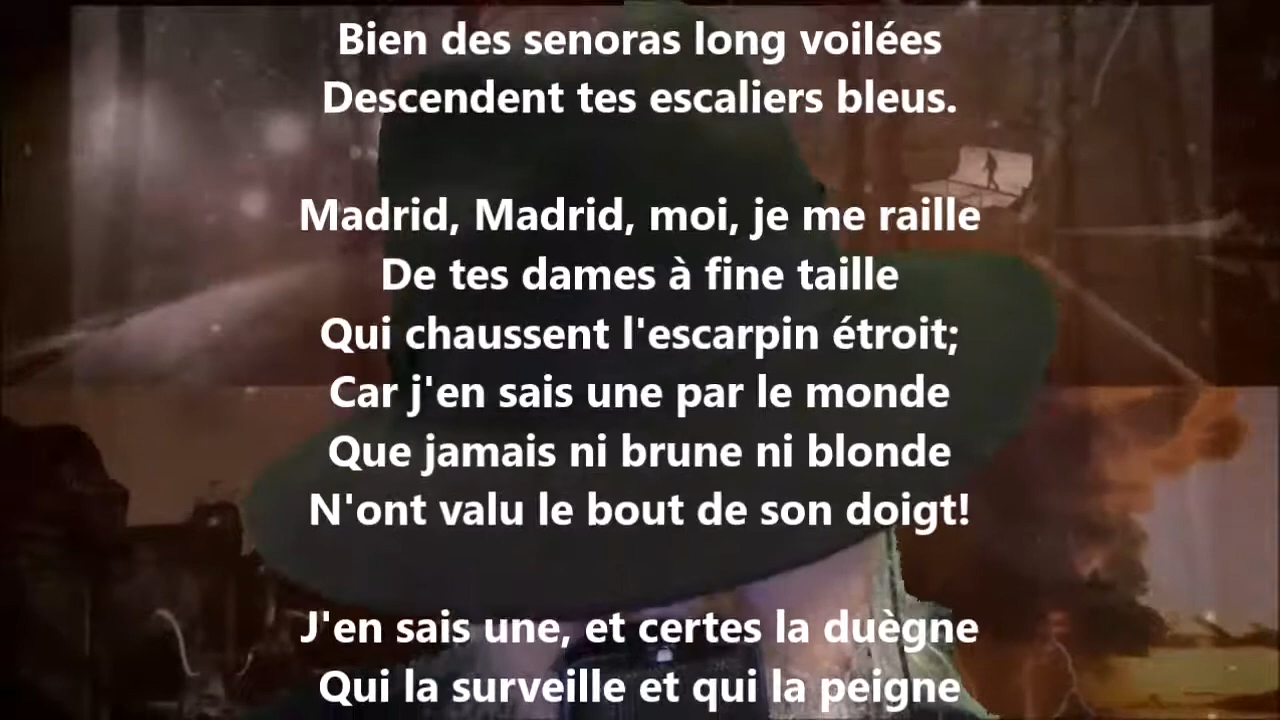 Bien des senoras long voilées
Descendent tes escaliers bleus.
Madrid, Madrid, moi, je me raille
De tes dames à fine taille
Qui chaussent l'escarpin étroit;
Car j'en sais une par le monde
Que jamais ni brune ni blonde
N'ont valu le bout de son doigt!
J'en sais une, et certes la duègne
Qui la surveille et qui la peigne